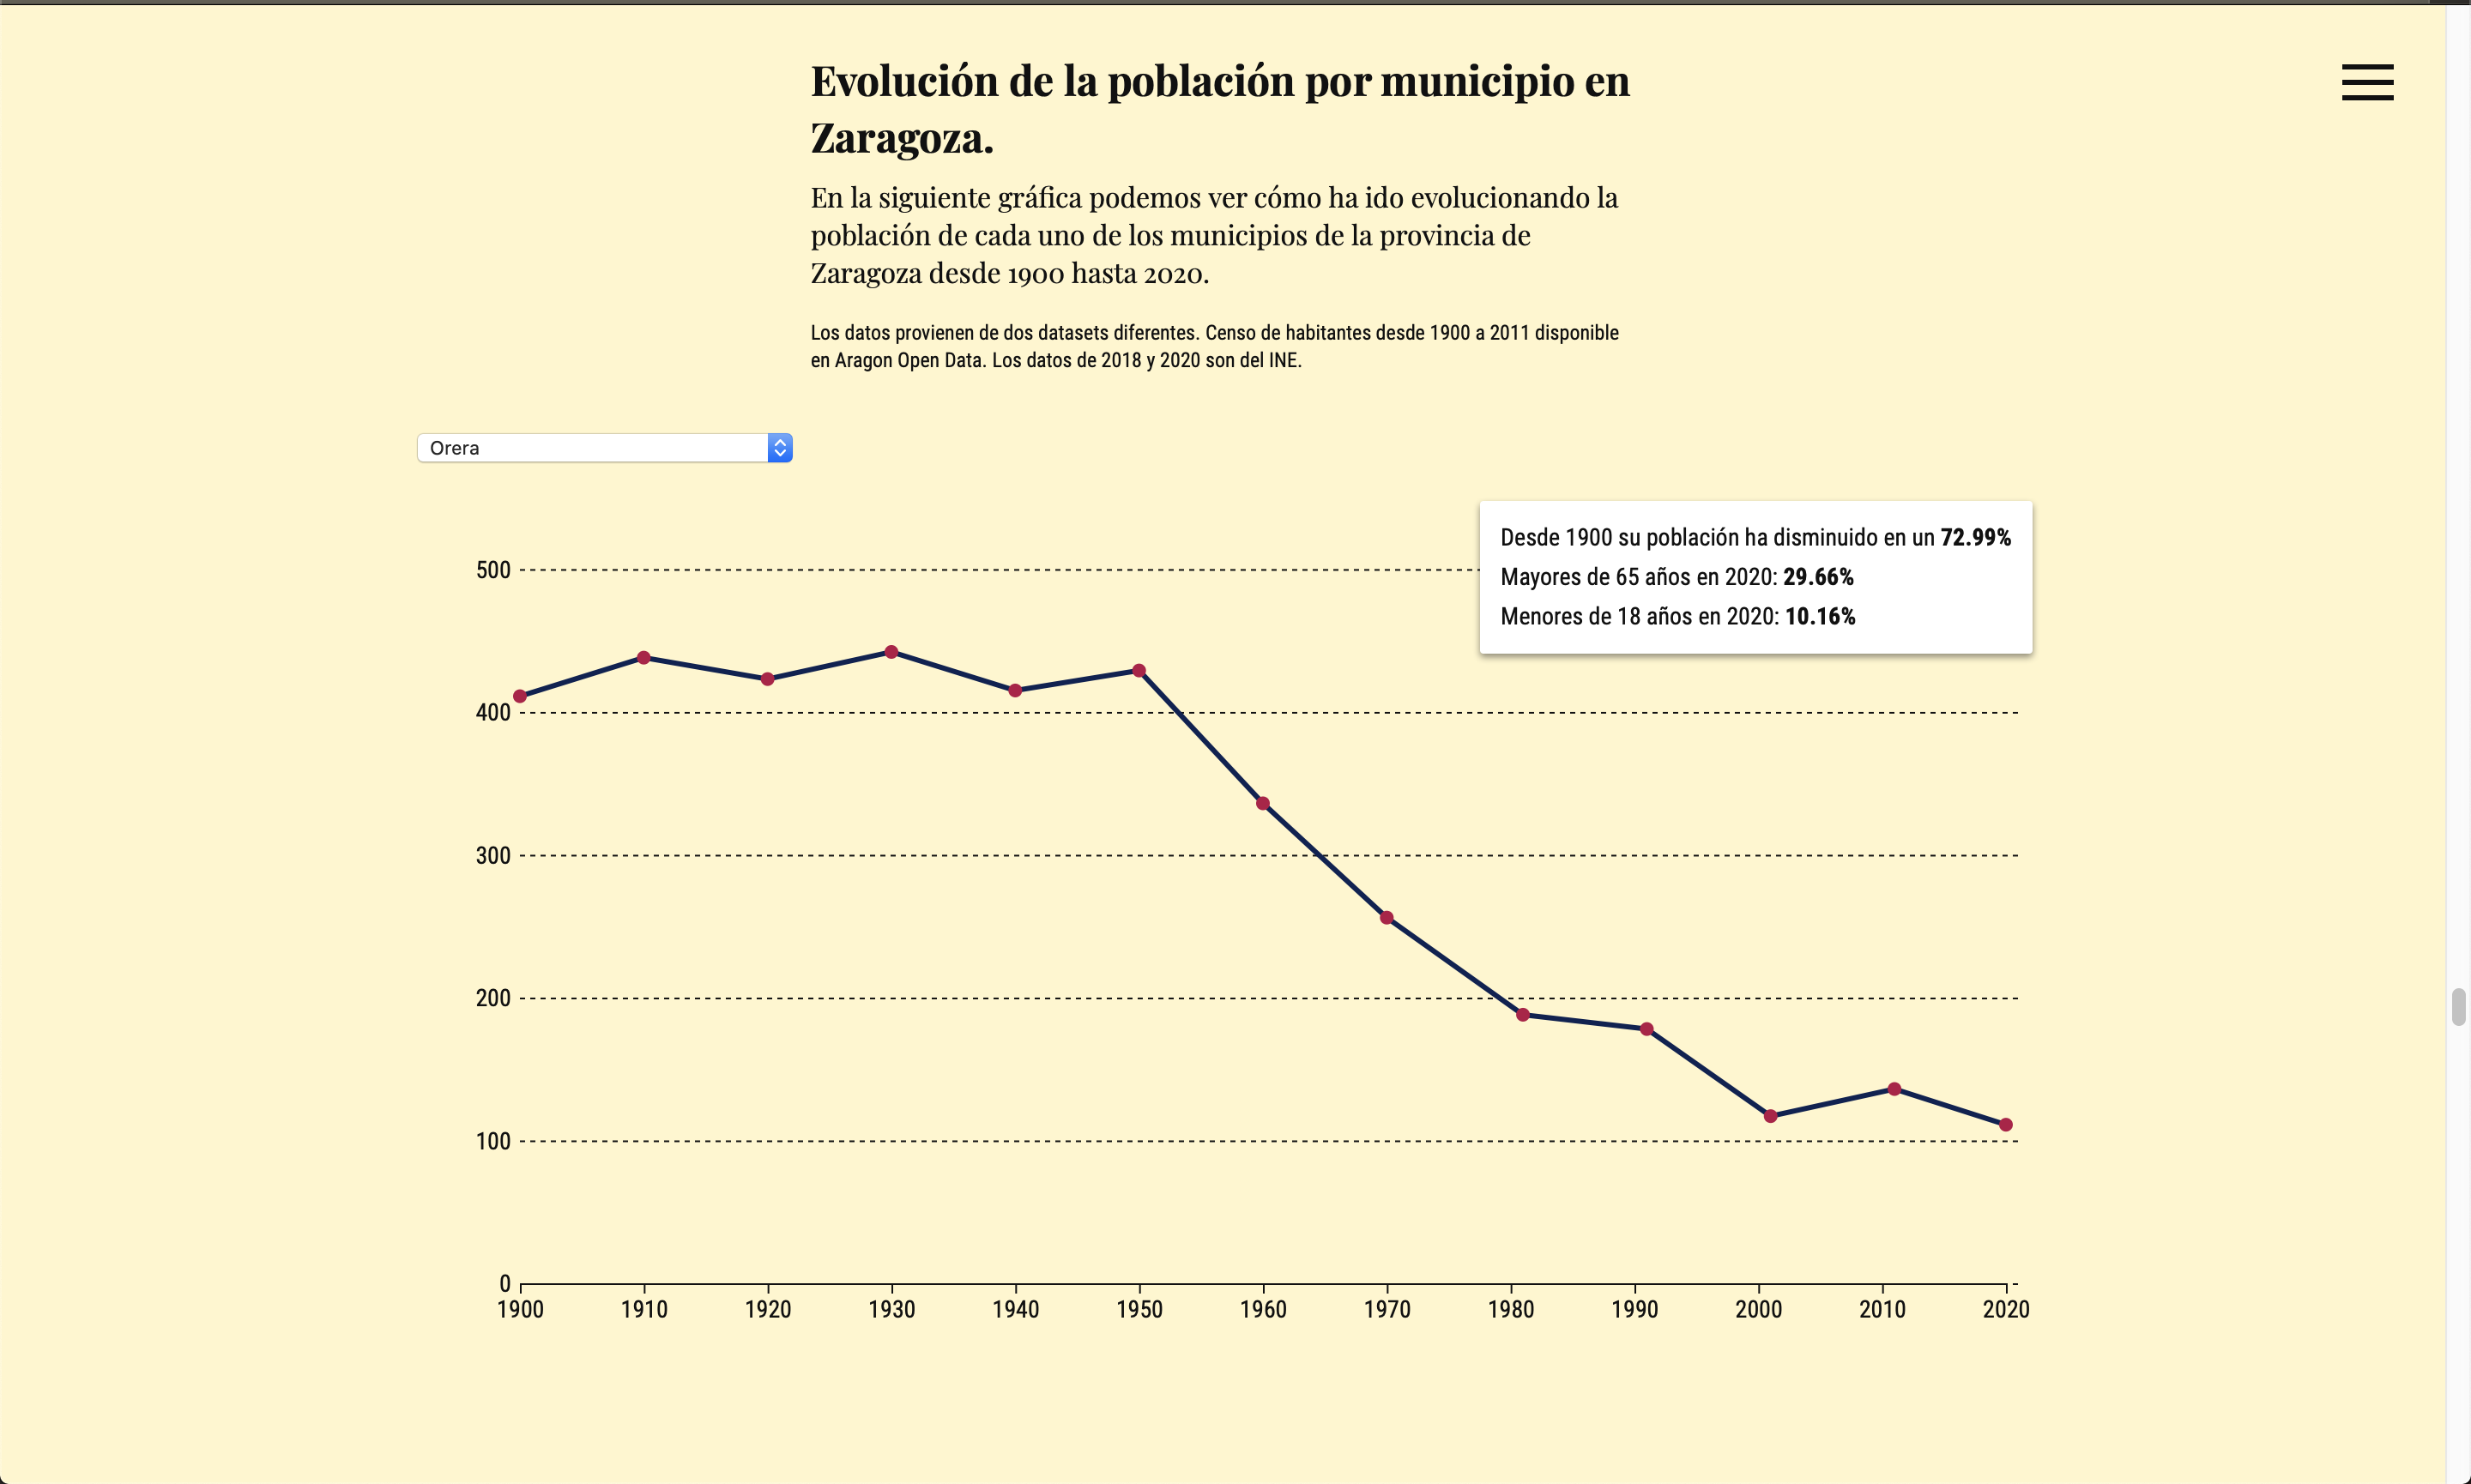 Evolución de la población por municipio en
Zaragoza.
En la siguiente gráfica podemos ver cómo ha ido evolucionando la
población de cada uno de los municipios de la provincia de
Zaragoza desde 1900 hasta 2020.
Los datos provienen de dos datasets diferentes. Censo de habitantes desde 1900 a 2011 disponible
en Aragon Open Data. Los datos de 2018 y 2020 son del INE.
Orera
Desde 1900 su población ha disminuido en un 72.99%
Mayores de 65 años en 2020: 29.66%
Menores de 18 años en 2020: 10.16%
500
400
300
200
100
0
1900 1910 1920 1930 1940 1950 1960 1970 1980 1990 2000 2010 2020